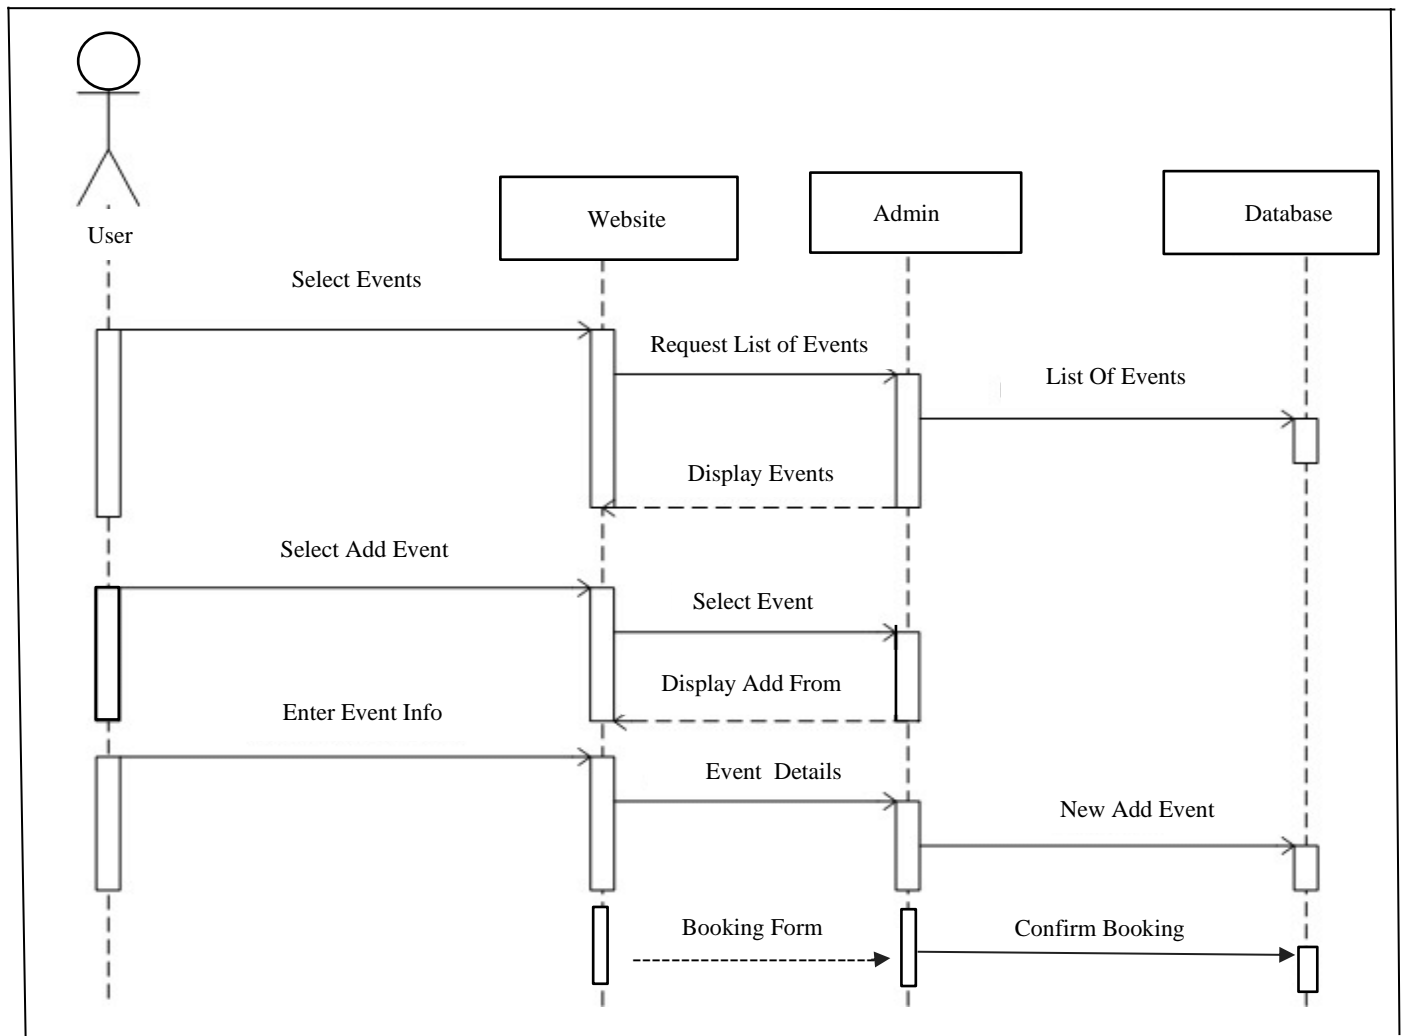 User
Website
Admin
Database
Select Events
Request List of Events
List Of Events
Display Events
Select Add Event
Select Event
Display Add From
Enter Event Info
Event Details
New Add Event
Booking Form
Confirm Booking